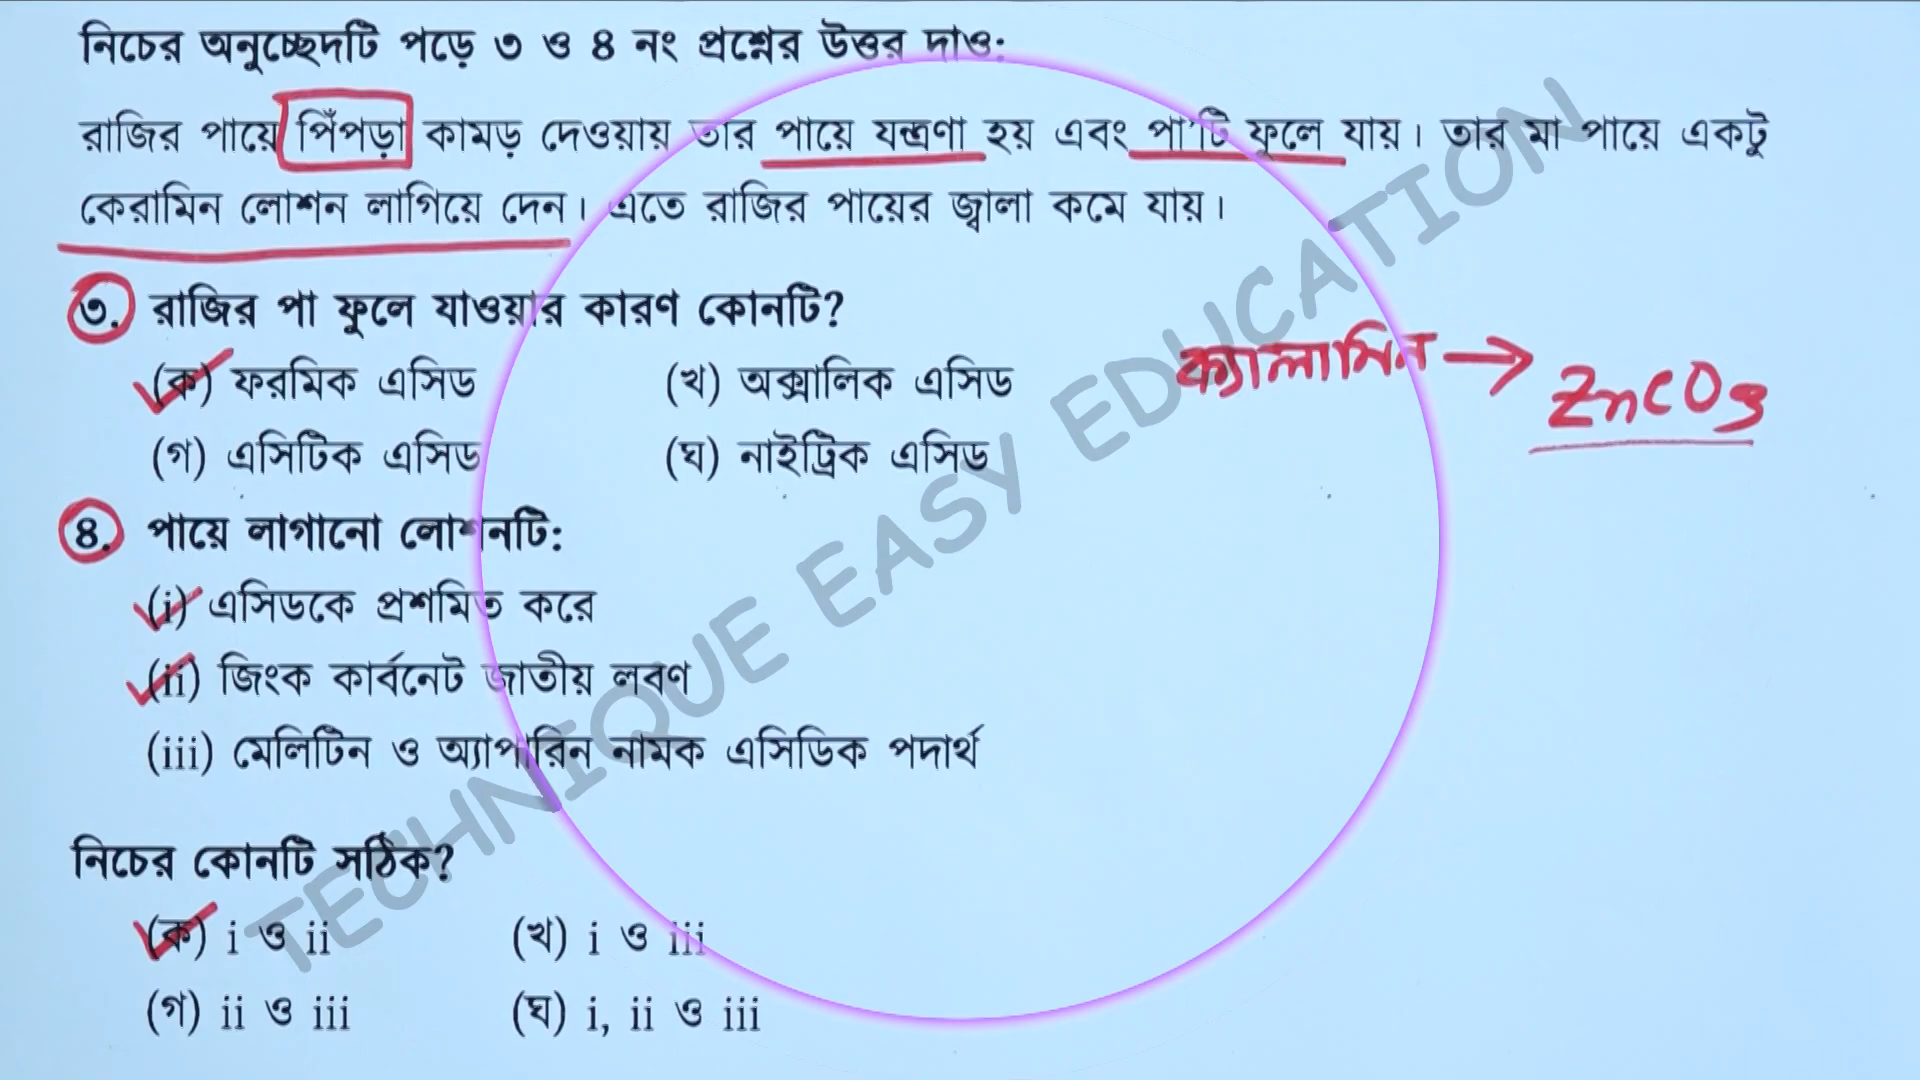 নিচের অনুচ্ছেদটি পড়ে ৩ ও ৪ নং প্রশ্নের উত্তর দাও:
রাজির পায়ে পিঁপড়া কামড় দেওয়ায় তার পায়ে যন্ত্রণা হয় এবং পা'টি ফুলে যায়। তার মা পায়ে একটু
কেরামিন লোশন লাগিয়ে দেন। এতে রাজির পায়ের জ্বালা কমে যায়।
৩. রাজির পা ফুলে যাওয়ার কারণ কোনটি?
(ক) ফরমিক এসিড (খ) অক্সালিক এসিড
ক্যালামিন → ZnCO3
(গ) এসিটিক এসিড (ঘ) নাইট্রিক এসিড
৪. পায়ে লাগানো লোশনটি:
(i) এসিডকে প্রশমিত করে
(ii) জিংক কার্বনেট জাতীয় লবণ
(iii) মেলিটিন ও অ্যাপারিন নামক এসিডিক পদার্থ
নিচের কোনটি সঠিক?
(ক) i ও ii (খ) i ও iii
(গ) ii ও iii (ঘ) i, ii ও iii
TECHNIQUE EASY EDUCATION